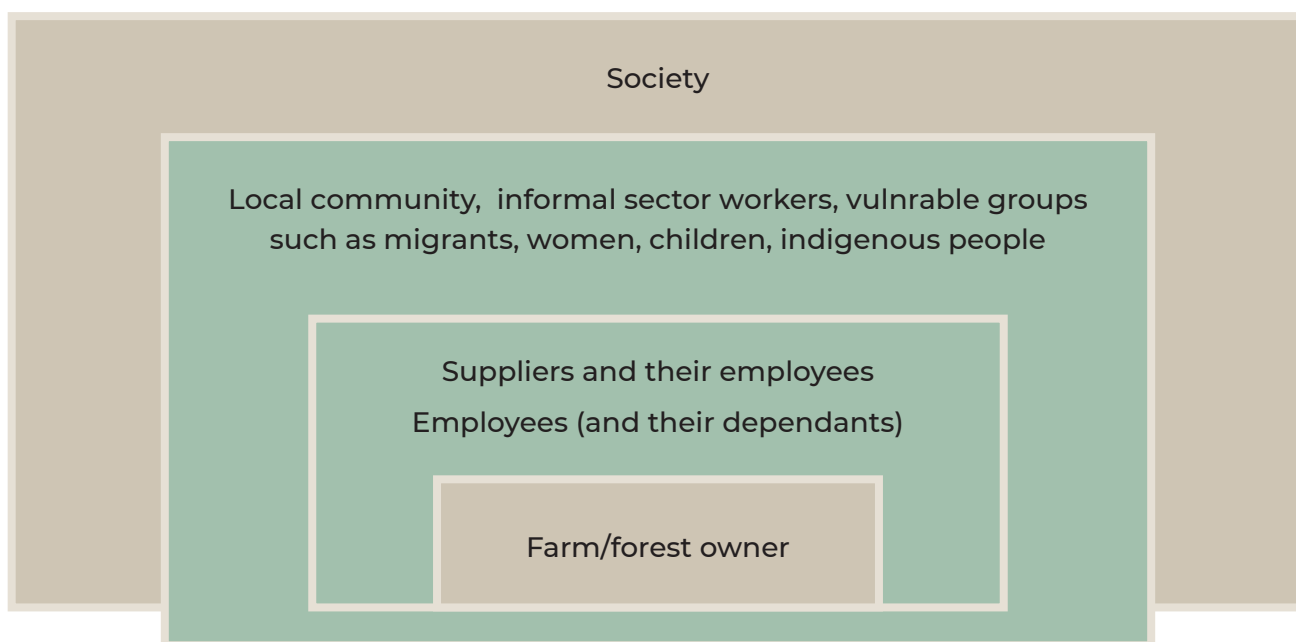 Society
Local community,  informal sector workers, vulnrable groups
such as migrants, women, children, indigenous people
Suppliers and their employees
Employees (and their dependants)
Farm/forest owner